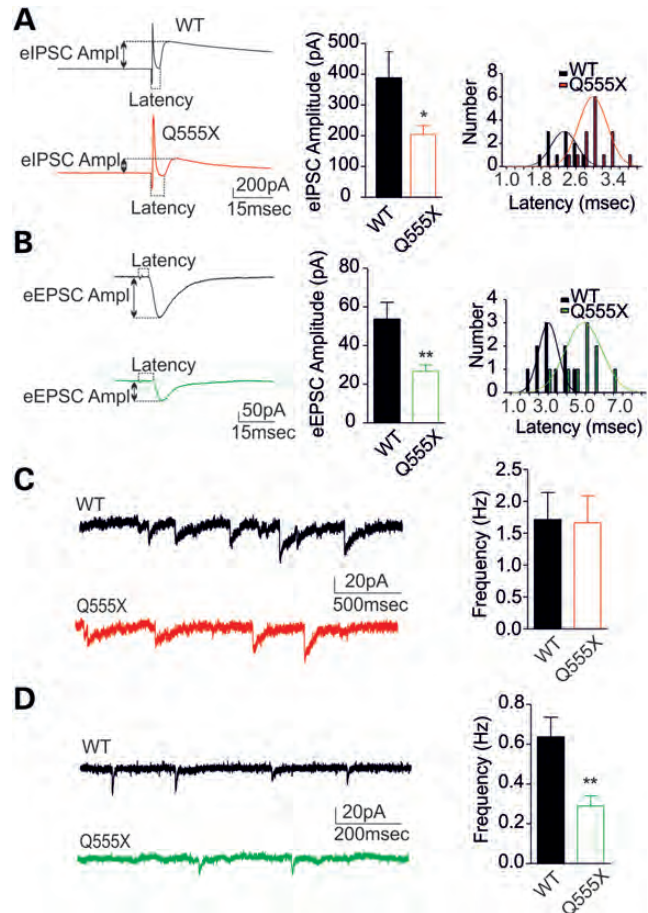 A
eIPSC Ampl
Latency
Q555X
eIPSC Ampl
Latency
200pA
15msec
eIPSC Amplitude (pA)
500
400
300
200
100
0
*
WT
Q555X
Number
8
6
4
2
0
WT
Q555X
1.0 1.8 2.6 3.4
Latency (msec)
B
Latency
eEPSC Ampl
Latency
eEPSC Ampl
50pA
15msec
eEPSC Amplitude (pA)
80
60
40
20
0
**
WT
Q555X
Number
4
3
2
1
0
WT
Q555X
1.0 3.0 5.0 7.0
Latency (msec)
C
WT
Q555X
20pA
500msec
Frequency (Hz)
2.5
2.0
1.5
1.0
0.5
0.0
WT
Q555X
D
WT
Q555X
20pA
200msec
Frequency (Hz)
0.8
0.6
0.4
0.2
0.0
**
WT
Q555X